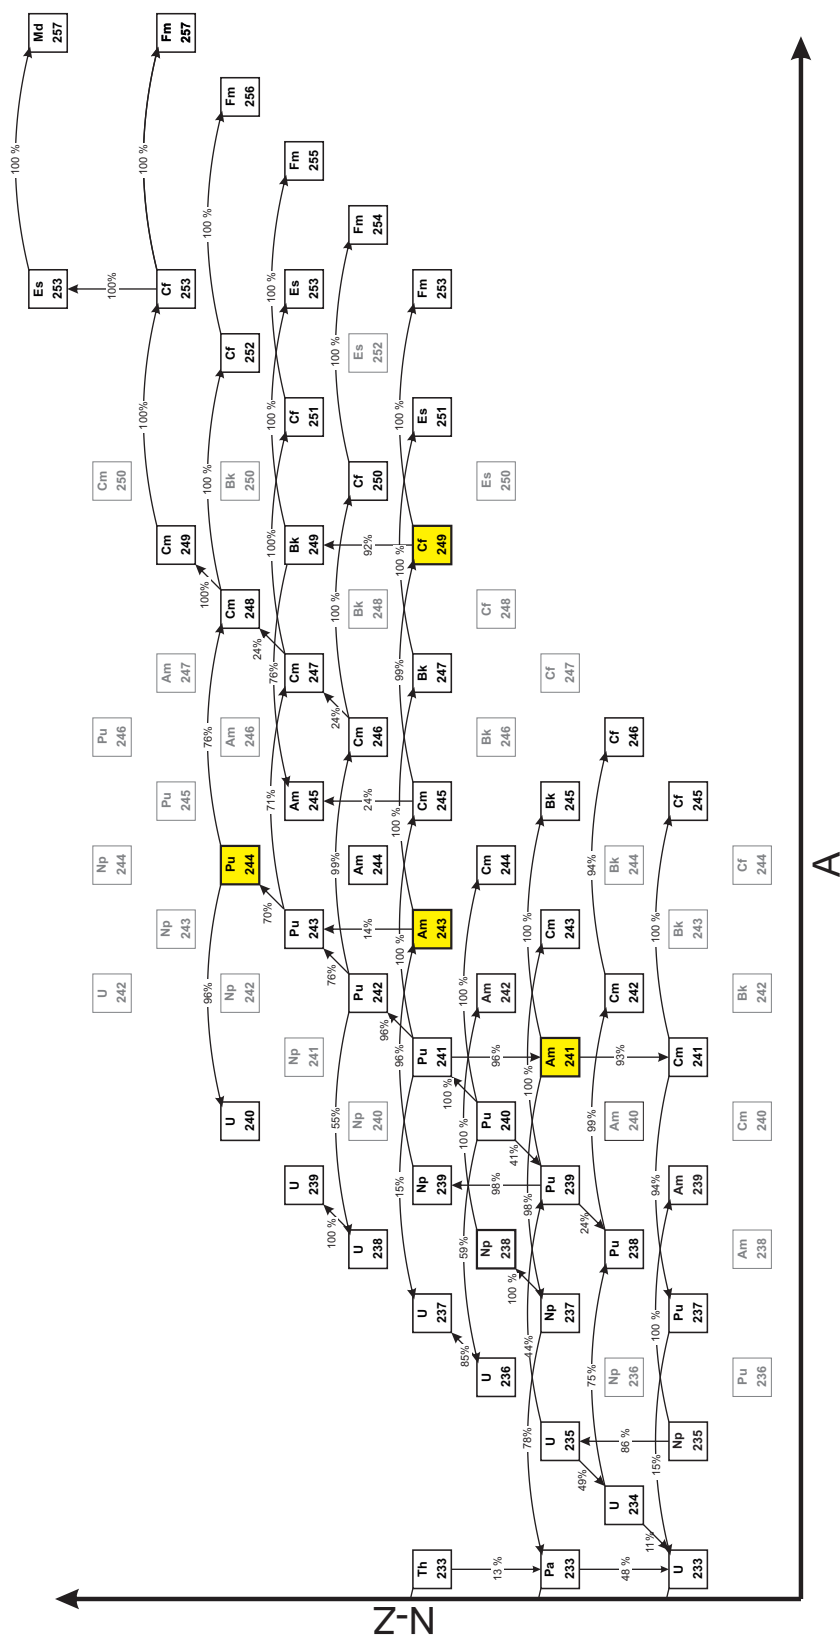 Md
257
Fm
257
100 %
100 %
Fm
256
Fm
255
100 %
Fm
254
100 %
Es
253
100%
Cf
253
Es
253
Fm
253
100 %
Cf
252
Es
252
100%
100 %
100 %
Cf
251
Es
251
Cm
250
Bk
250
100 %
Cf
250
Es
250
Cm
249
100%
Bk
249
92%
Cf
249
100%
100 %
Cm
248
Bk
248
Cf
248
100 %
24%
Am
247
Cm
247
76%
99%
Bk
247
Cf
247
24%
Pu
246
Am
246
76%
Cm
246
Bk
246
Cf
246
Pu
245
71%
Am
245
24%
Cm
245
Bk
245
Cf
245
100 %
Np
244
Pu
244
99%
Am
244
Cm
244
94%
Bk
244
Cf
244
70%
Np
243
Pu
243
14%
Am
243
Cm
243
100 %
Bk
243
76%
100 %
100 %
100 %
U
242
Np
242
96%
Pu
242
Am
242
Cm
242
Bk
242
96%
Np
241
96%
Pu
241
96%
Am
241
93%
Cm
241
100 %
100 %
U
240
Np
240
55%
100 %
Pu
240
99%
Am
240
Cm
240
41%
U
239
15%
Np
239
98%
Pu
239
98%
94%
Am
239
24%
100 %
U
238
59%
Np
238
Pu
238
Am
238
100 %
U
237
Np
237
Pu
237
100 %
85%
44%
U
236
75%
Np
236
Pu
236
78%
U
235
86 %
Np
235
49%
15%
U
234
11%
Th
233
13 %
Pa
233
48 %
U
233
N-Z
A